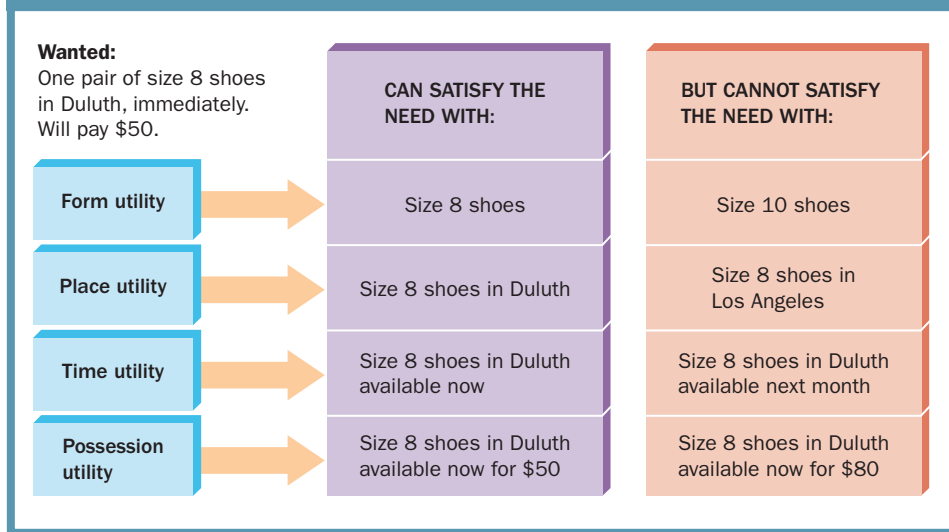 Wanted:
One pair of size 8 shoes
in Duluth, immediately.
Will pay $50.
CAN SATISFY THE
NEED WITH:
BUT CANNOT SATISFY
THE NEED WITH:
Form utility
Size 8 shoes
Size 10 shoes
Place utility
Size 8 shoes in Duluth
Size 8 shoes in
Los Angeles
Time utility
Size 8 shoes in Duluth
available now
Size 8 shoes in Duluth
available next month
Possession
utility
Size 8 shoes in Duluth
available now for $50
Size 8 shoes in Duluth
available now for $80